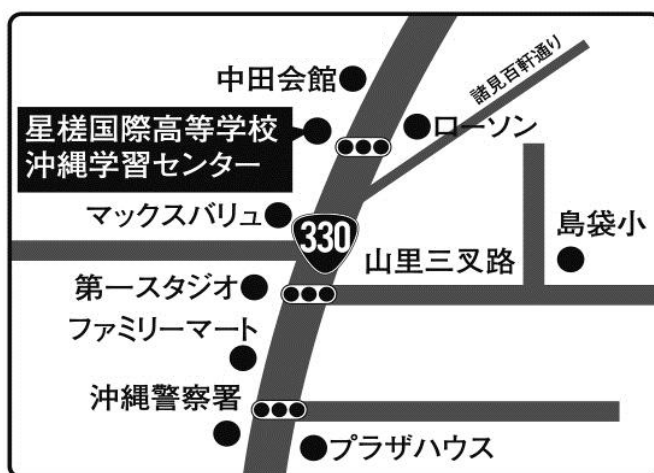 中田会館
諸見百軒通り
星槎国際高等学校
沖縄学習センター
ローソン
マックスバリュ
330
島袋小
山里三叉路
第一スタジオ
ファミリーマート
沖縄警察署
プラザハウス